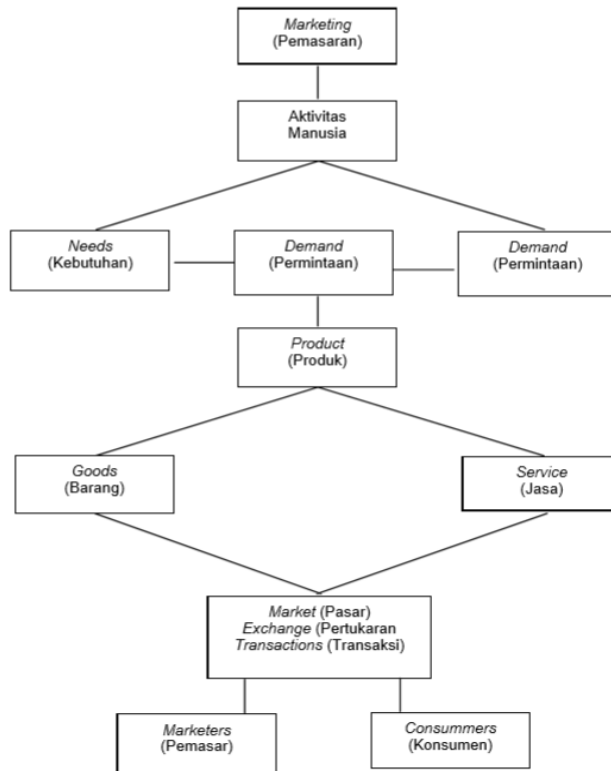 Marketing
(Pemasaran)
Aktivitas
Manusia
Needs
(Kebutuhan)
Demand
(Permintaan)
Demand
(Permintaan)
Product
(Produk)
Goods
(Barang)
Service
(Jasa)
Market (Pasar)
Exchange (Pertukaran
Transactions (Transaksi)
Marketers
(Pemasar)
Consummers
(Konsumen)